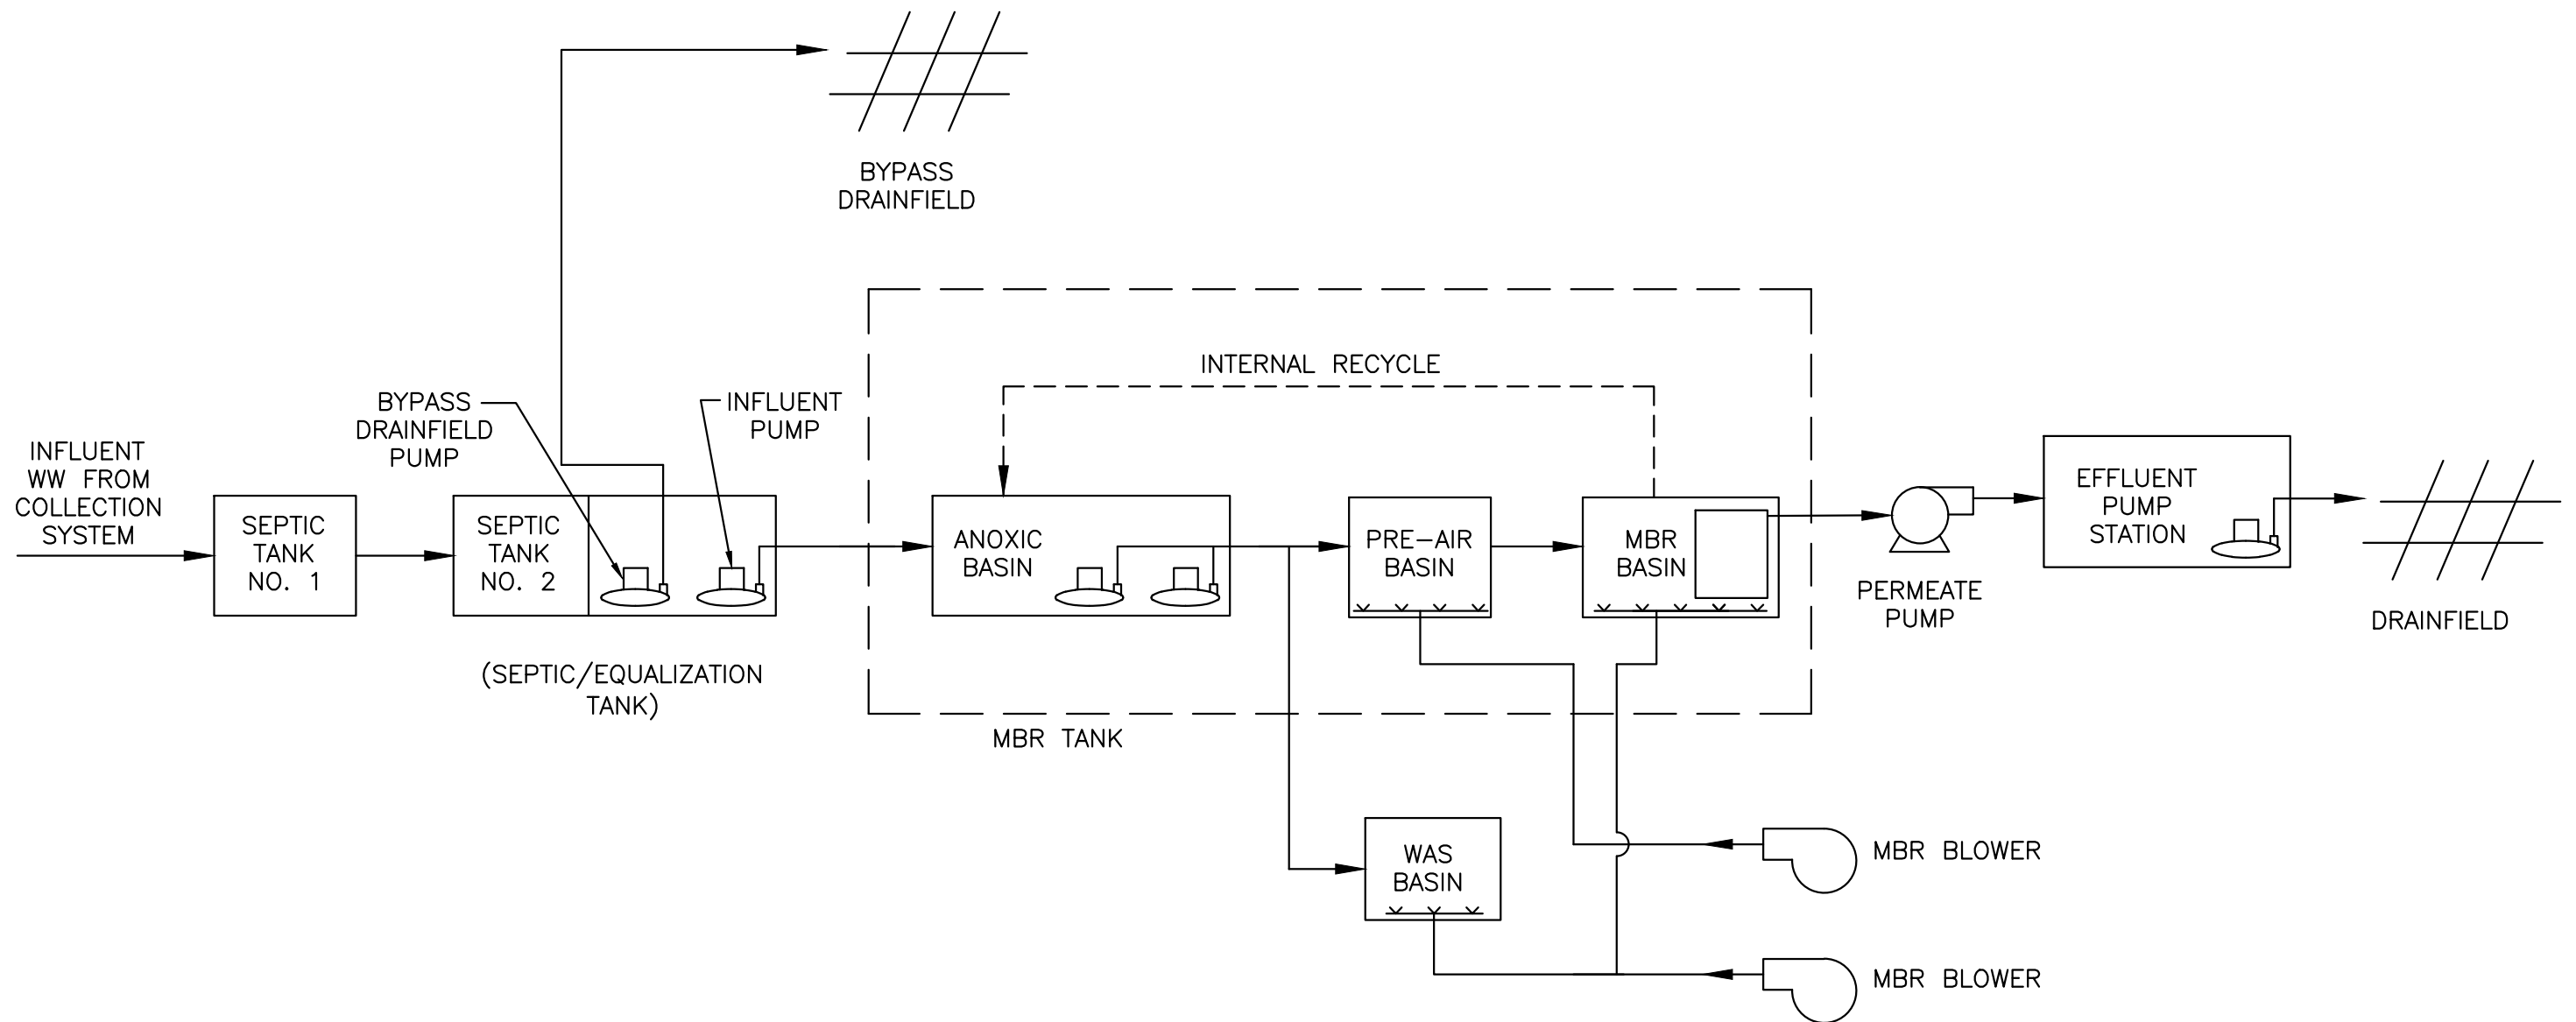 BYPASS
DRAINFIELD
INTERNAL RECYCLE
BYPASS
DRAINFIELD
PUMP
INFLUENT
PUMP
INFLUENT
WW FROM
COLLECTION
SYSTEM
SEPTIC
TANK
NO. 1
SEPTIC
TANK
NO. 2
(SEPTIC/EQUALIZATION
TANK)
ANOXIC
BASIN
PRE-AIR
BASIN
MBR
BASIN
MBR TANK
PERMEATE
PUMP
EFFLUENT
PUMP
STATION
DRAINFIELD
WAS
BASIN
MBR BLOWER
MBR BLOWER